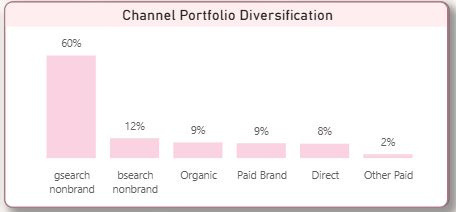 Channel Portfolio Diversification
60%
12%
9%
9%
8%
2%
gsearch nonbrand
bsearch nonbrand
Organic
Paid Brand
Direct
Other Paid